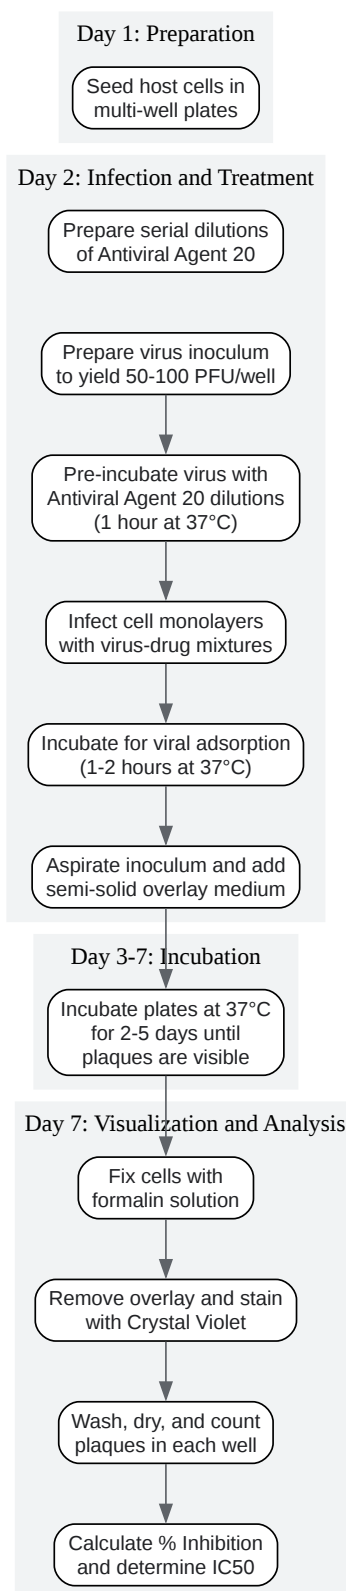 Day 1: Preparation
Seed host cells in
multi-well plates
Day 2: Infection and Treatment
Prepare serial dilutions
of Antiviral Agent 20
Prepare virus inoculum
to yield 50-100 PFU/well
Pre-incubate virus with
Antiviral Agent 20 dilutions
(1 hour at 37°C)
Infect cell monolayers
with virus-drug mixtures
Incubate for viral adsorption
(1-2 hours at 37°C)
Aspirate inoculum and add
semi-solid overlay medium
Day 3-7: Incubation
Incubate plates at 37°C
for 2-5 days until
plaques are visible
Day 7: Visualization and Analysis
Fix cells with
formalin solution
Remove overlay and stain
with Crystal Violet
Wash, dry, and count
plaques in each well
Calculate % Inhibition
and determine IC50